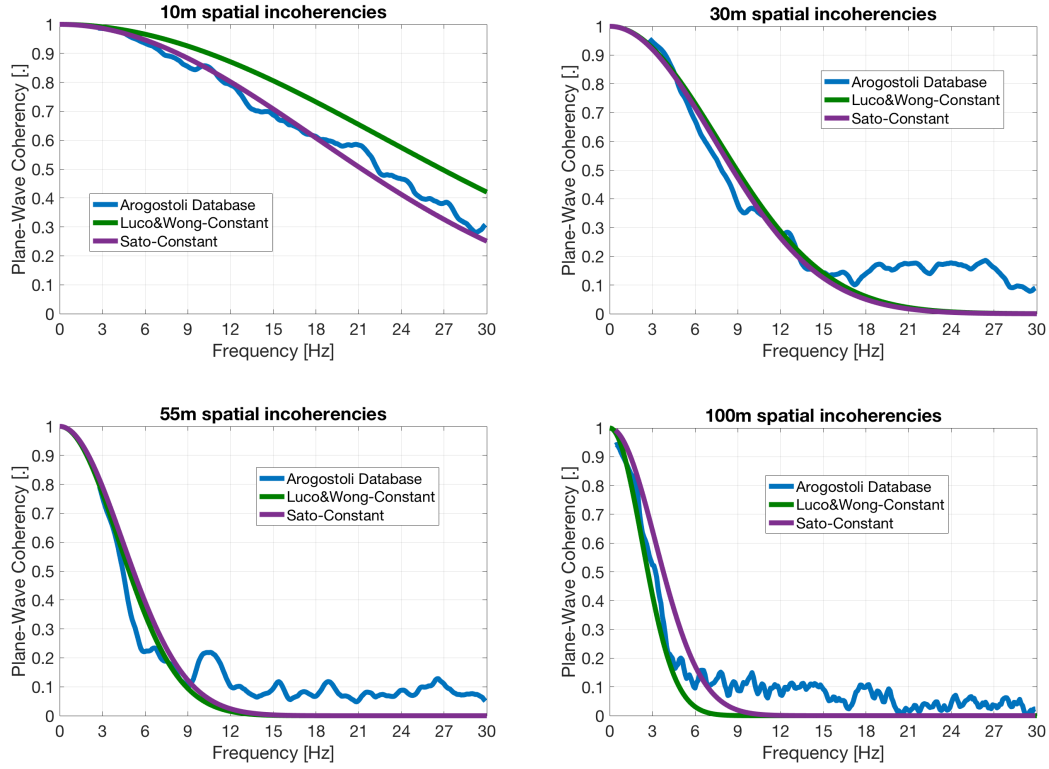 10m spatial incoherencies
Plane-Wave Coherency [.]
1
0.9
0.8
0.7
0.6
0.5
0.4
0.3
0.2
0.1
0
Arogostoli Database
Luco&Wong-Constant
Sato-Constant
0 3 6 9 12 15 18 21 24 27 30
Frequency [Hz]
30m spatial incoherencies
Plane-Wave Coherency [.]
1
0.9
0.8
0.7
0.6
0.5
0.4
0.3
0.2
0.1
0
Arogostoli Database
Luco&Wong-Constant
Sato-Constant
0 3 6 9 12 15 18 21 24 27 30
Frequency [Hz]
55m spatial incoherencies
Plane-Wave Coherency [.]
1
0.9
0.8
0.7
0.6
0.5
0.4
0.3
0.2
0.1
0
Arogostoli Database
Luco&Wong-Constant
Sato-Constant
0 3 6 9 12 15 18 21 24 27 30
Frequency [Hz]
100m spatial incoherencies
Plane-Wave Coherency [.]
1
0.9
0.8
0.7
0.6
0.5
0.4
0.3
0.2
0.1
0
Arogostoli Database
Luco&Wong-Constant
Sato-Constant
0 3 6 9 12 15 18 21 24 27 30
Frequency [Hz]